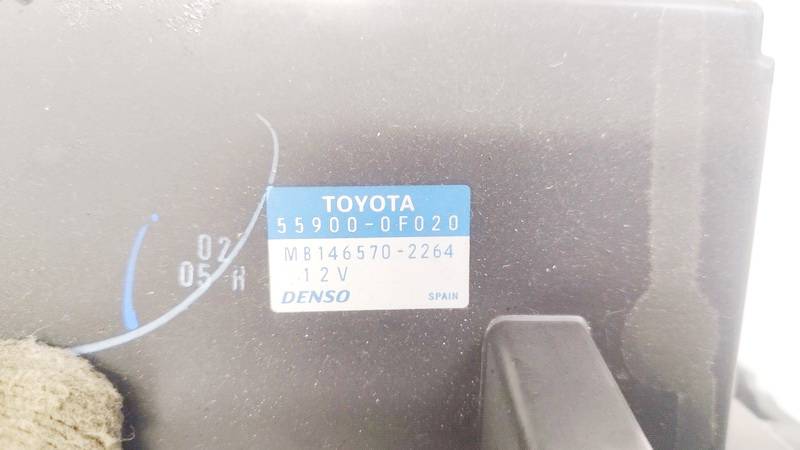 TOYOTA
55900-0F020
MB146570-2264
12V
DENSO SPAIN
02
05-R